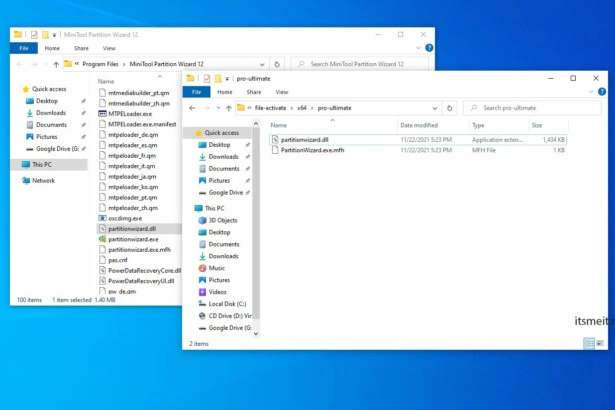 MiniTool Partition Wizard 12
File Home Share View
Program Files > MiniTool Partition Wizard 12
Search MiniTool Partition Wizard 12
Quick access
Desktop
Downloads
Documents
Pictures
Google Drive (G:
This PC
Network
Name
mtmediabuilder_zh.qm
MTPELoader.exe
MTPELoader.exe.manifest
mtpeloader_de.qm
mtpeloader_es.qm
mtpeloader_fr.qm
mtpeloader_it.qm
mtpeloader_ja.qm
mtpeloader_ko.qm
mtpeloader_pt.qm
mtpeloader_zh.qm
oscdimg.exe
partitionwizard.dll
partitionwizard.exe
partitionwizard.exe.mfh
pas.cnf
PowerDataRecoveryCore.dll
PowerDataRecoveryUI.dll
pw_de.qm
100 items 1 item selected 1.40 MB
pro-ultimate
File Home Share View
file-activate > x64 > pro-ultimate
Search pro-ultimate
Quick access
Desktop
Downloads
Documents
Pictures
Google Drive
This PC
3D Objects
Desktop
Documents
Downloads
Music
Pictures
Videos
Local Disk (C:)
CD Drive (D:) Vir
Google Drive (G:
Name Date modified Type Size
partitionwizard.dll 11/22/2021 5:23 PM Application exten... 1,434 KB
PartitionWizard.exe.mfh 11/22/2021 5:23 PM MFH File 1 KB
2 items
itsmeit